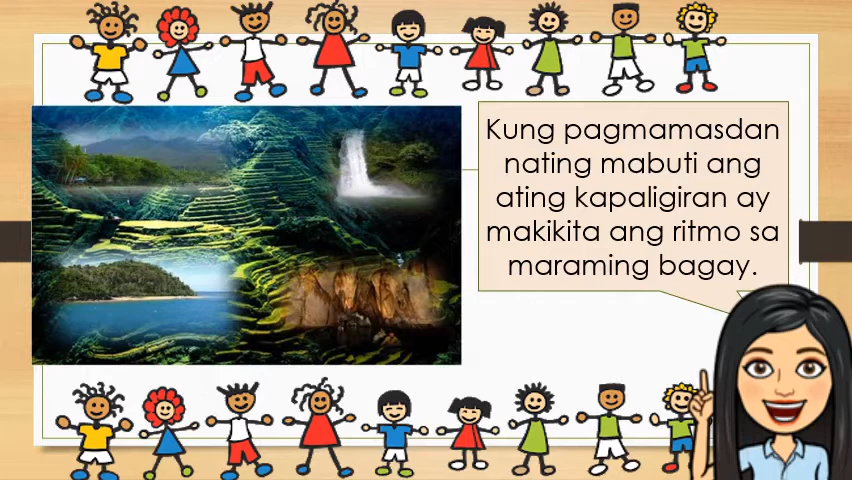 Kung pagmamasdan
nating mabuti ang
ating kapaligiran ay
makikita ang ritmo sa
maraming bagay.